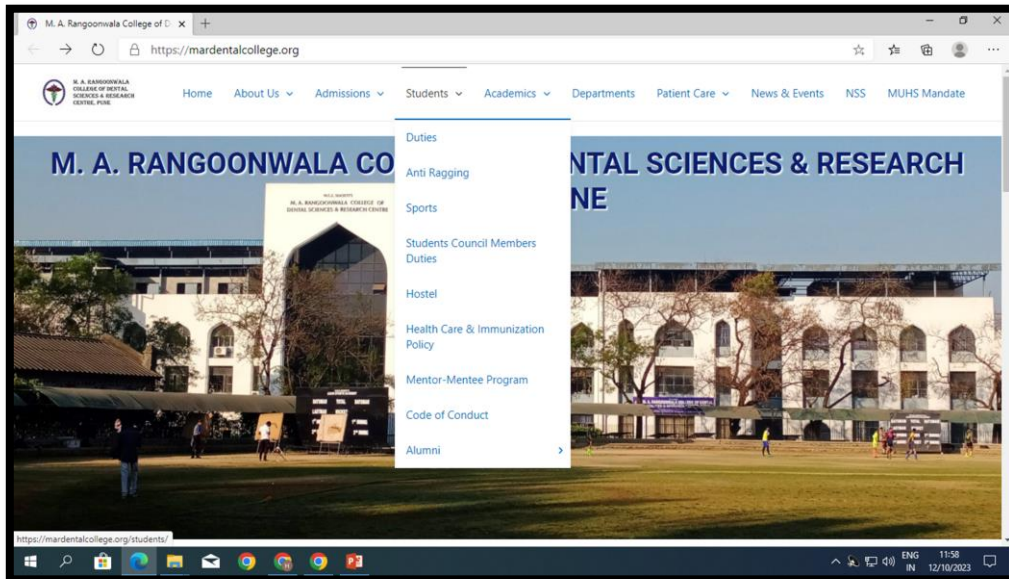 M. A. Rangoonwala College of D
https://mardentalcollege.org
M. A. RANGOONWALA
COLLEGE OF DENTAL
SCIENCES & RESEARCH
CENTRE, PUNE
Home About Us Admissions Students Academics Departments Patient Care News & Events NSS MUHS Mandate
Duties
Anti Ragging
Sports
Students Council Members
Duties
Hostel
Health Care & Immunization
Policy
Mentor-Mentee Program
Code of Conduct
Alumni
M. A. RANGOONWALA CO NTAL SCIENCES & RESEARCH
NE
M. A. RANGOONWALA COLLEGE OF
DENTAL SCIENCES & RESEARCH CENTRE
https://mardentalcollege.org/students/
ENG 11:58
IN 12/10/2023